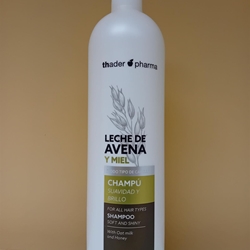 thader pharma
LECHE DE
AVENA
Y MIEL
CHAMPÚ
SUAVIDAD Y
BRILLO
FOR ALL HAIR TYPES
SHAMPOO
SOFT AND SHINY
With Oat milk
and Honey